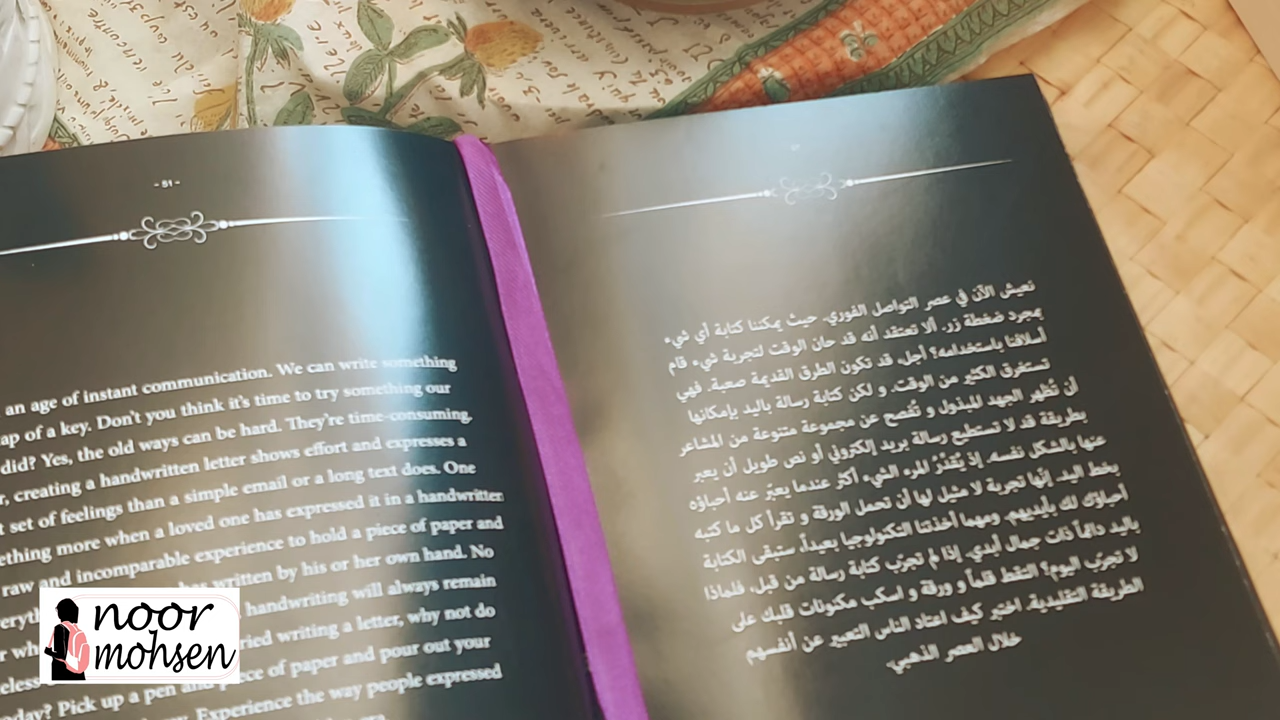 - 51 -
an age of instant communication. We can write something
ap of a key. Don't you think it's time to try something our
did? Yes, the old ways can be hard. They're time-consuming.
r, creating a handwritten letter shows effort and expresses a
t set of feelings than a simple email or a long text does. One
ething more when a loved one has expressed it in a handwritten
raw and incomparable experience to hold a piece of paper and
eryth has written by his or her own hand. No
r wh handwriting will always remain
eless ried writing a letter, why not do
oday? Pick up a pen and piece of paper and pour out your
Experience the way people expressed
نعيش الآن في عصر التواصل الفوري. حيث يمكننا كتابة أي شيء
بمجرد ضغطة زر. ألا تعتقد أنه قد حان الوقت لتجربة شيء قام
أسلافنا باستخدامه؟ أجل، قد تكون الطرق القديمة صعبة. فهي
تستغرق الكثير من الوقت. و لكن كتابة رسالة باليد بإمكانها
أن تُظهر الجهد المبذول و تُفصح عن مجموعة متنوعة من المشاعر
بطريقة قد لا تستطيع رسالة بريد إلكتروني أو نص طويل أن يعبر
عنها بالشكل نفسه. إذ يُقدّرُ المرء الشيء أكثر عندما يعبّر عنه أحباؤه
بخط اليد. إنّها تجربة لا مثيل لها أن تحمل الورقة و تقرأ كل ما كتبه
أحباؤك لك بأيديهم. ومهما أخذتنا التكنولوجيا بعيداً، ستبقى الكتابة
باليد دائماً ذات جمال أبدي. إذا لم تجرّب كتابة رسالة من قبل، فلماذا
لا تجرّب اليوم؟ التقط قلماً و ورقة و اسكب مكنونات قلبك على
الطريقة التقليدية. اختبر كيف اعتاد الناس التعبير عن أنفسهم
خلال العصر الذهبي.
noor
mohsen